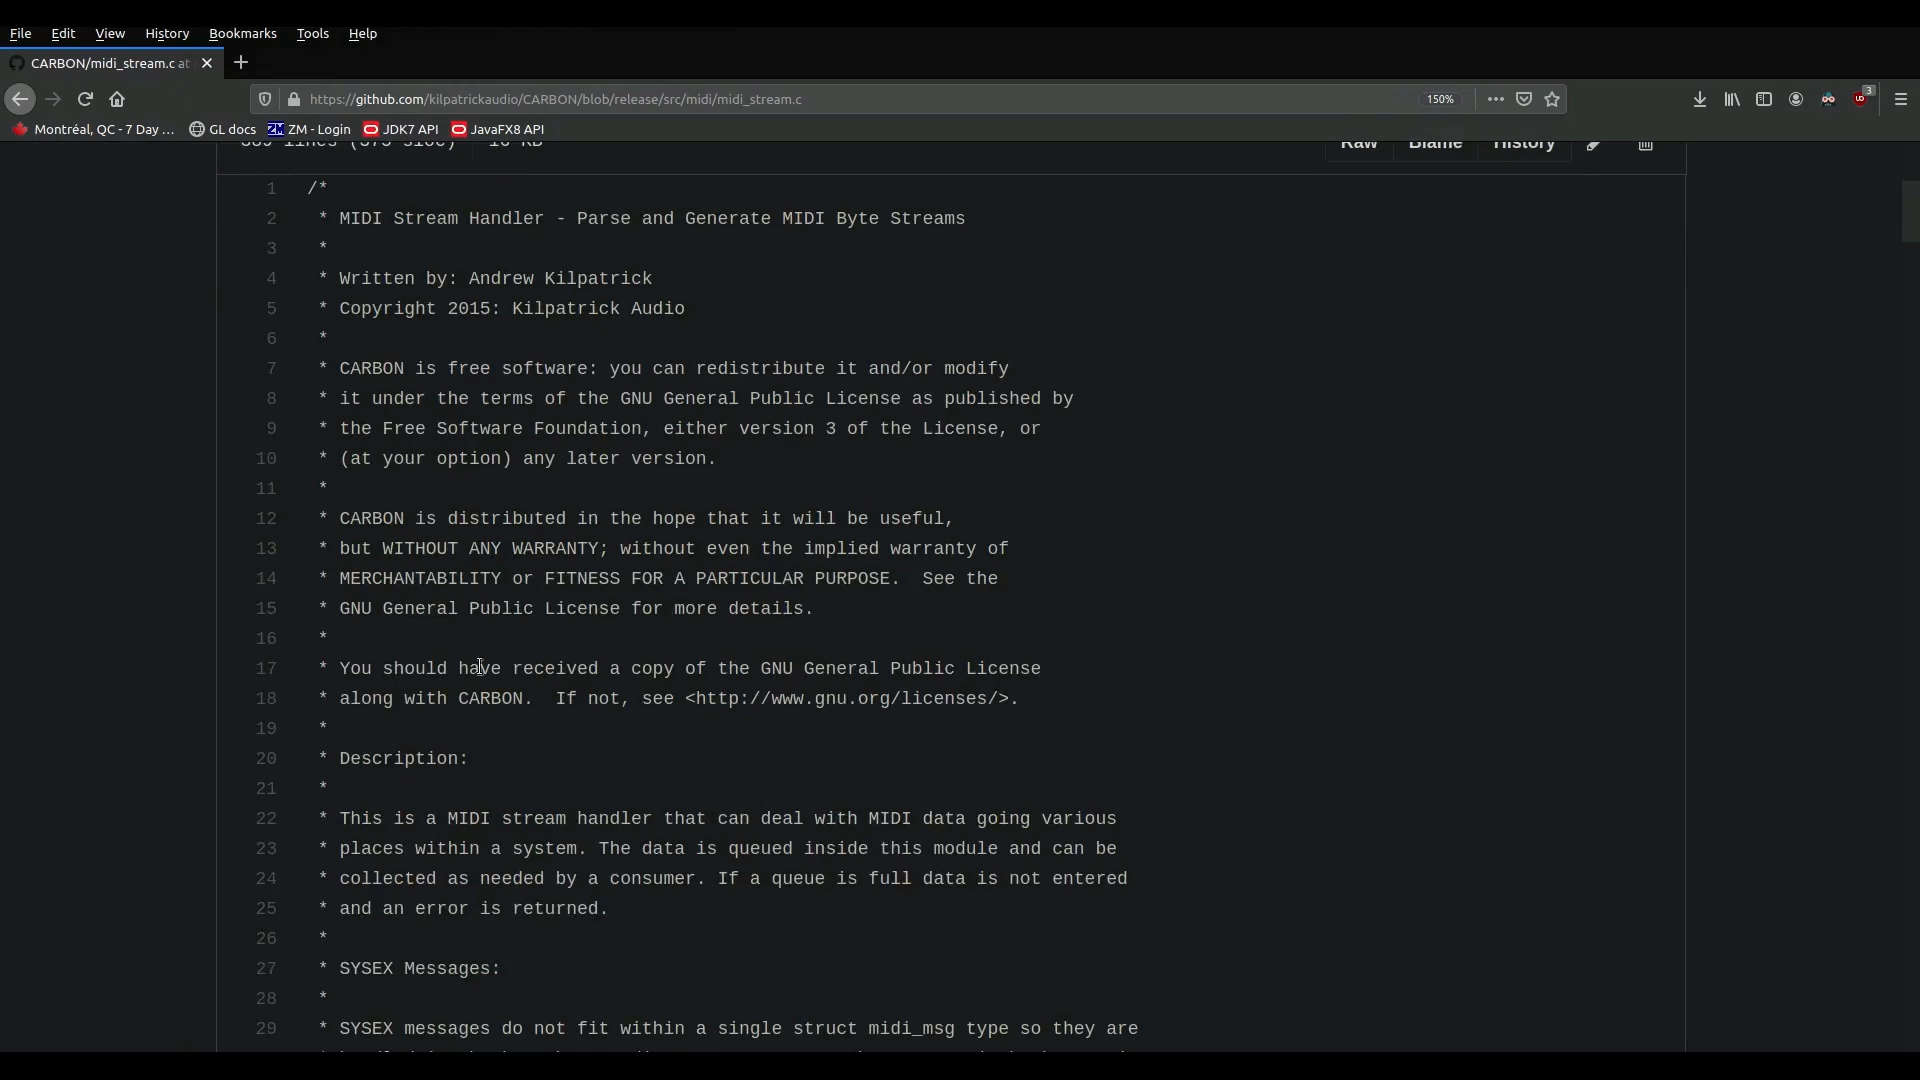 File Edit View History Bookmarks Tools Help
CARBON/midi_stream.c at
https://github.com/kilpatrickaudio/CARBON/blob/release/src/midi/midi_stream.c 150% 3
Montréal, QC - 7 Day ... GL docs ZM - Login JDK7 API JavaFX8 API
Raw Blame History
1 /*
2 * MIDI Stream Handler - Parse and Generate MIDI Byte Streams
3 *
4 * Written by: Andrew Kilpatrick
5 * Copyright 2015: Kilpatrick Audio
6 *
7 * CARBON is free software: you can redistribute it and/or modify
8 * it under the terms of the GNU General Public License as published by
9 * the Free Software Foundation, either version 3 of the License, or
10 * (at your option) any later version.
11 *
12 * CARBON is distributed in the hope that it will be useful,
13 * but WITHOUT ANY WARRANTY; without even the implied warranty of
14 * MERCHANTABILITY or FITNESS FOR A PARTICULAR PURPOSE.  See the
15 * GNU General Public License for more details.
16 *
17 * You should have received a copy of the GNU General Public License
18 * along with CARBON.  If not, see <http://www.gnu.org/licenses/>.
19 *
20 * Description:
21 *
22 * This is a MIDI stream handler that can deal with MIDI data going various
23 * places within a system. The data is queued inside this module and can be
24 * collected as needed by a consumer. If a queue is full data is not entered
25 * and an error is returned.
26 *
27 * SYSEX Messages:
28 *
29 * SYSEX messages do not fit within a single struct midi_msg type so they are